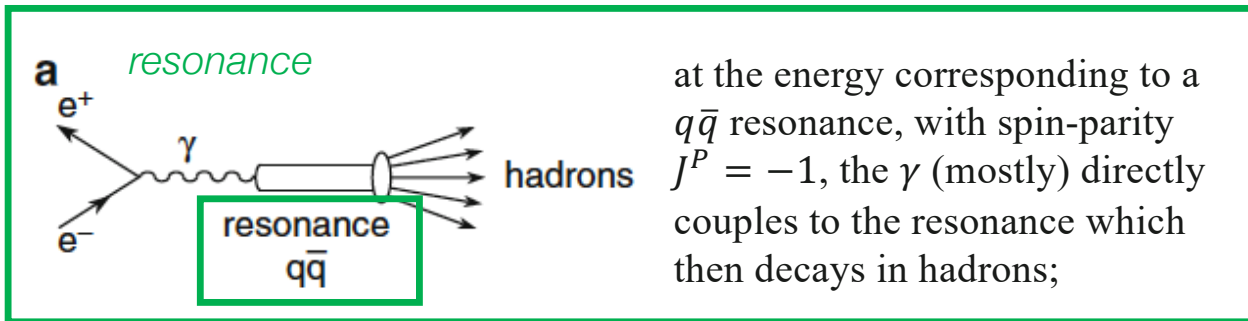 a
resonance
e⁺
γ
hadrons
resonance
qq̄
e⁻
at the energy corresponding to a
𝑞𝑞̄ resonance, with spin-parity
𝐽ᴾ = −1, the 𝛾 (mostly) directly
couples to the resonance which
then decays in hadrons;